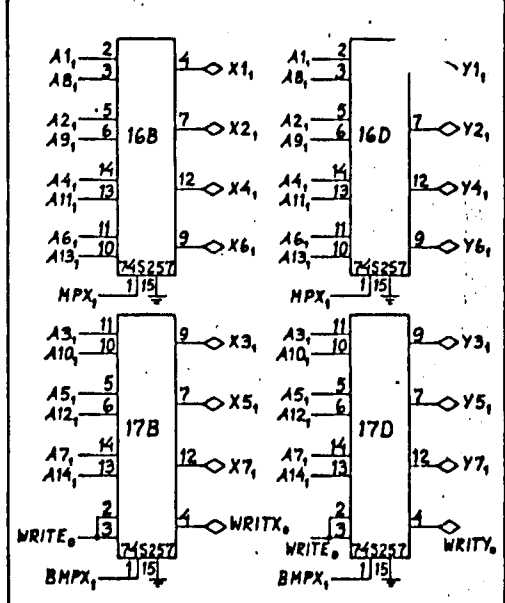 A1₁ 2
A8₁ 3
4 X1₁
A2₁ 5
A9₁ 6
7 X2₁
16B
A4₁ 14
A11₁ 13
12 X4₁
A6₁ 11
A13₁ 10
9 X6₁
74S257
1 15
MPX₁
A1₁ 2
A8₁ 3
Y1₁
A2₁ 5
A9₁ 6
7 Y2₁
16D
A4₁ 14
A11₁ 13
12 Y4₁
A6₁ 11
A13₁ 10
9 Y6₁
74S257
1 15
MPX₁
A3₁ 11
A10₁ 10
9 X3₁
A5₁ 5
A12₁ 6
7 X5₁
17B
A7₁ 14
A14₁ 13
12 X7₁
2
WRITE₀ 3
4 WRITX₀
74S257
1 15
BMPX₁
A3₁ 11
A10₁ 10
9 Y3₁
A5₁ 5
A12₁ 6
7 Y5₁
17D
A7₁ 14
A14₁ 13
12 Y7₁
2
WRITE₀ 3
4 WRITY₀
74S257
1 15
BMPX₁